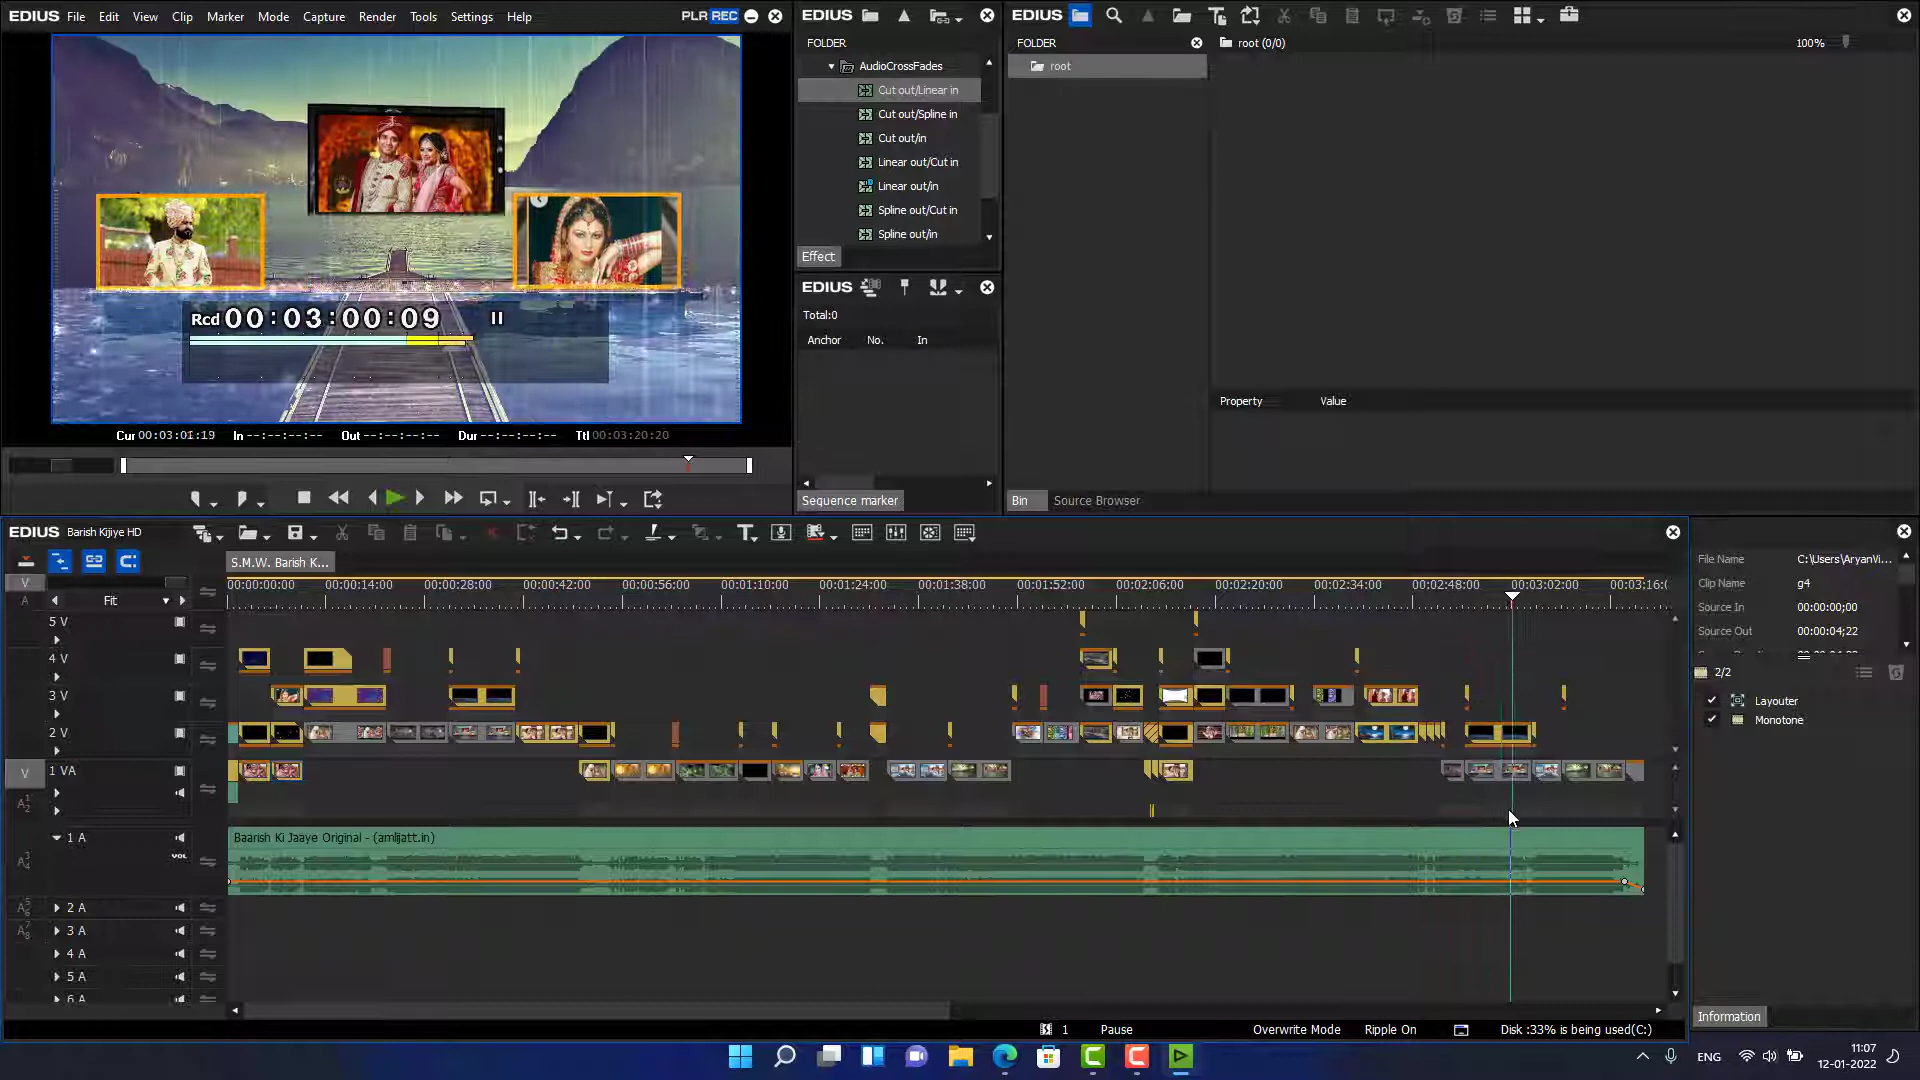 EDIUS File Edit View Clip Marker Mode Capture Render Tools Settings Help PLR REC
Rcd 00:03:00:09
Cur 00:03:01:19 In --:--:--:-- Out --:--:--:-- Dur --:--:--:-- Ttl 00:03:20:20
EDIUS
FOLDER
AudioCrossFades
Cut out/Linear in
Cut out/Spline in
Cut out/in
Linear out/Cut in
Linear out/in
Spline out/Cut in
Spline out/in
Effect
EDIUS
Total:0
Anchor No. In
Sequence marker
EDIUS
FOLDER
root
root (0/0) 100%
Property Value
Bin Source Browser
EDIUS Barish Kijiye HD
S.M.W. Barish K...
V
A
Fit
00:00:00:00 00:00:14:00 00:00:28:00 00:00:42:00 00:00:56:00 00:01:10:00 00:01:24:00 00:01:38:00 00:01:52:00 00:02:06:00 00:02:20:00 00:02:34:00 00:02:48:00 00:03:02:00 00:03:16:0
5 V
4 V
3 V
2 V
V 1 VA
A1
2
1 A
VOL
A3
4
Baarish Ki Jaaye Original - (amlijatt.in)
2 A
3 A
4 A
5 A
6 A
1 Pause Overwrite Mode Ripple On Disk :33% is being used(C:)
File Name C:\Users\AryanVi...
Clip Name g4
Source In 00:00:00;00
Source Out 00:00:04;22
2/2
Layouter
Monotone
Information
ENG 11:07
12-01-2022